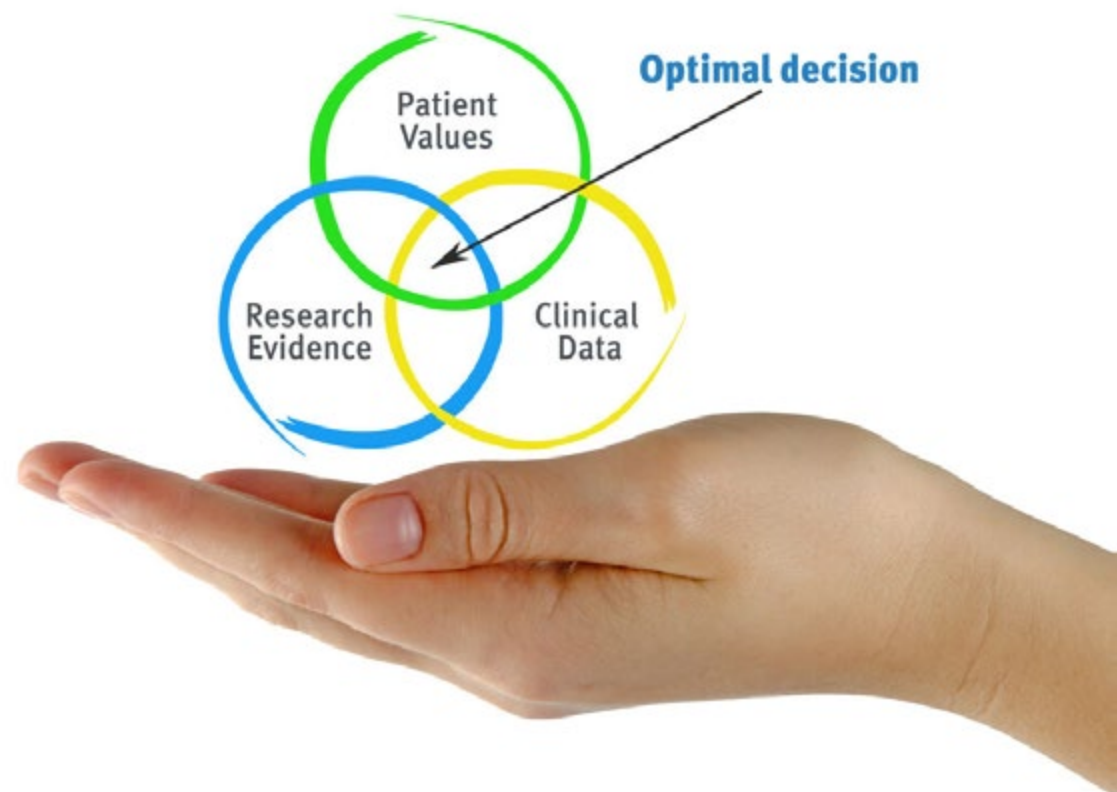 Optimal decision
Patient
Values
Research
Evidence
Clinical
Data